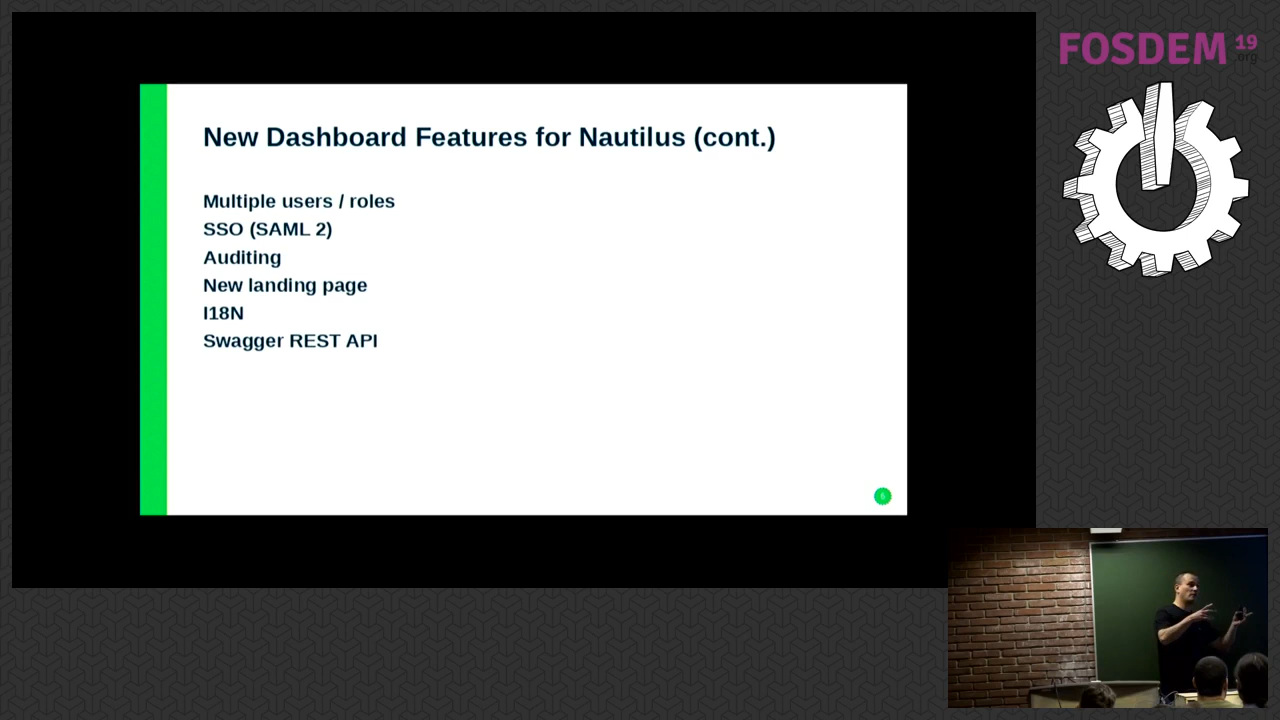 FOSDEM 19
.org
New Dashboard Features for Nautilus (cont.)
Multiple users / roles
SSO (SAML 2)
Auditing
New landing page
I18N
Swagger REST API
6